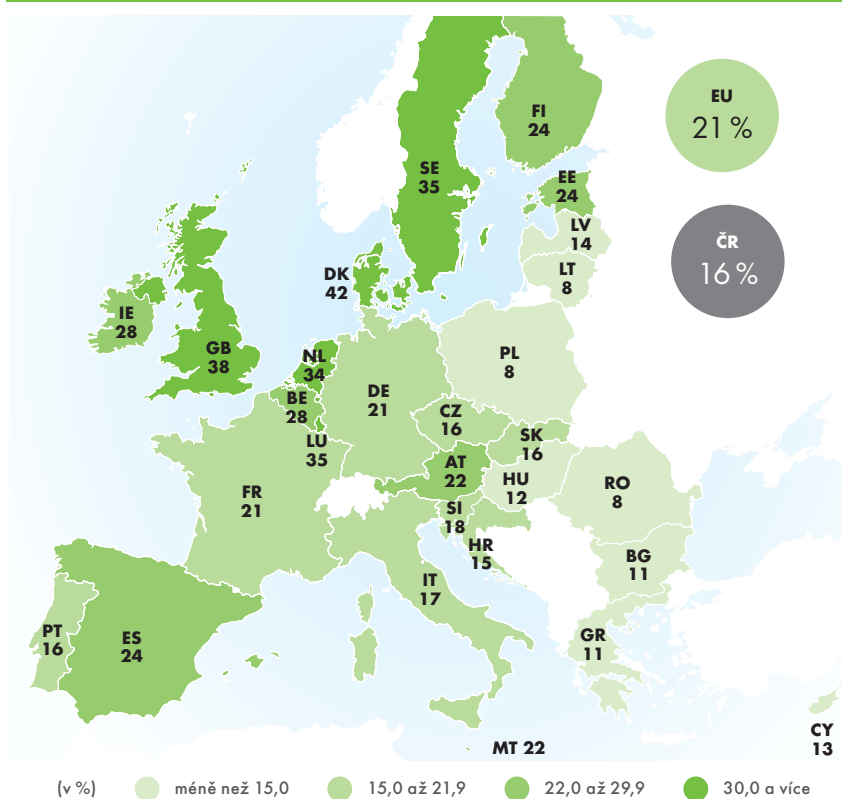 EU
21 %
FI
24
SE
35
EE
24
LV
14
ČR
16 %
LT
8
DK
42
IE
28
GB
38
NL
34
PL
8
DE
21
BE
28
CZ
16
SK
16
LU
35
AT
22
HU
12
RO
8
FR
21
SI
18
HR
15
BG
11
IT
17
PT
16
ES
24
GR
11
MT 22
CY
13
(v %)
méně než 15,0
15,0 až 21,9
22,0 až 29,9
30,0 a více